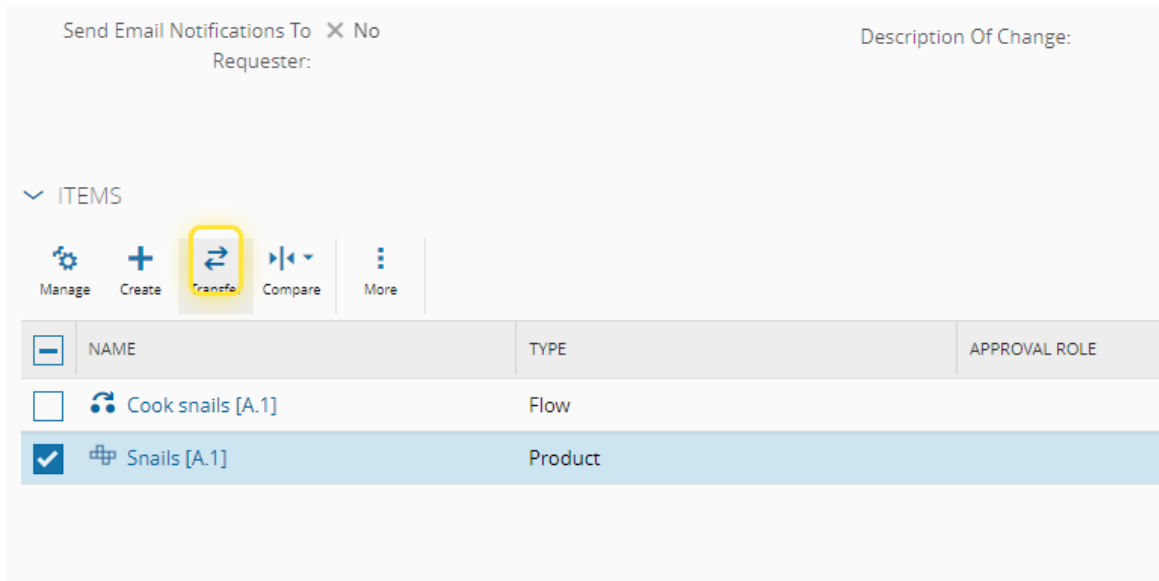 Send Email Notifications To No
Requester:
Description Of Change:
ITEMS
Manage Create Transfer Compare More
NAME TYPE APPROVAL ROLE
Cook snails [A.1] Flow
Snails [A.1] Product